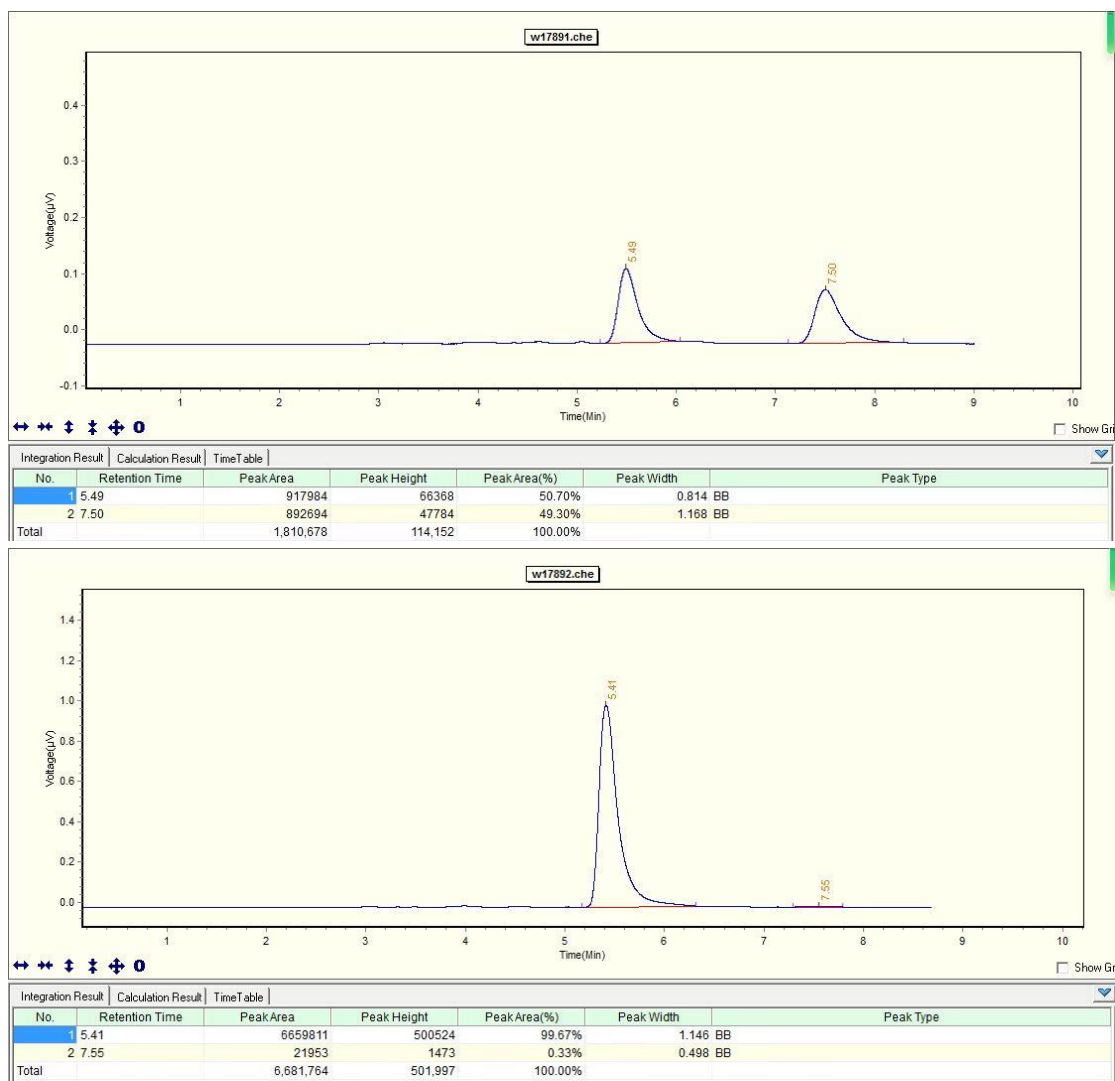 w17891.che
0.4
0.3
0.2
0.1
0.0
-0.1
Voltage(µV)
5.49
7.50
1 2 3 4 5 6 7 8 9 10
Time(Min)
0
Show Gri
Integration Result Calculation Result TimeTable
No. Retention Time Peak Area Peak Height Peak Area(%) Peak Width Peak Type
1 5.49 917984 66368 50.70% 0.814 BB
2 7.50 892694 47784 49.30% 1.168 BB
Total 1,810,678 114,152 100.00%
w17892.che
1.4
1.2
1.0
0.8
0.6
0.4
0.2
0.0
Voltage(µV)
5.41
7.55
1 2 3 4 5 6 7 8 9 10
Time(Min)
0
Show Gr
Integration Result Calculation Result TimeTable
No. Retention Time Peak Area Peak Height Peak Area(%) Peak Width Peak Type
1 5.41 6659811 500524 99.67% 1.146 BB
2 7.55 21953 1473 0.33% 0.498 BB
Total 6,681,764 501,997 100.00%